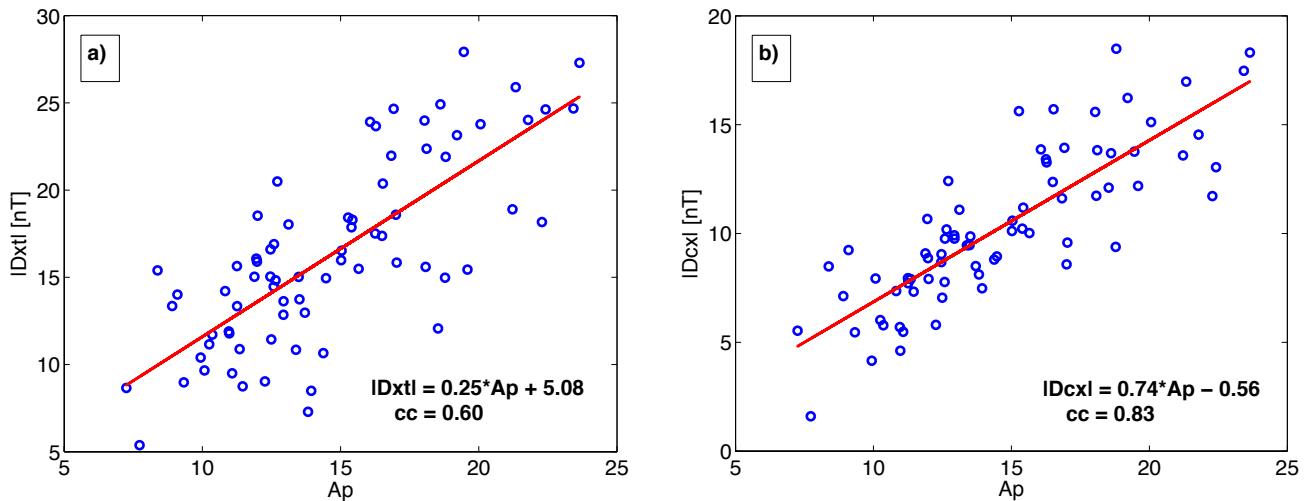 30
a)
25
20
15
10
5
|Dxt| [nT]
|Dxt| = 0.25*Ap + 5.08
cc = 0.60
5 10 15 20 25
Ap
20
b)
15
10
5
0
|Dcx| [nT]
|Dcx| = 0.74*Ap − 0.56
cc = 0.83
5 10 15 20 25
Ap